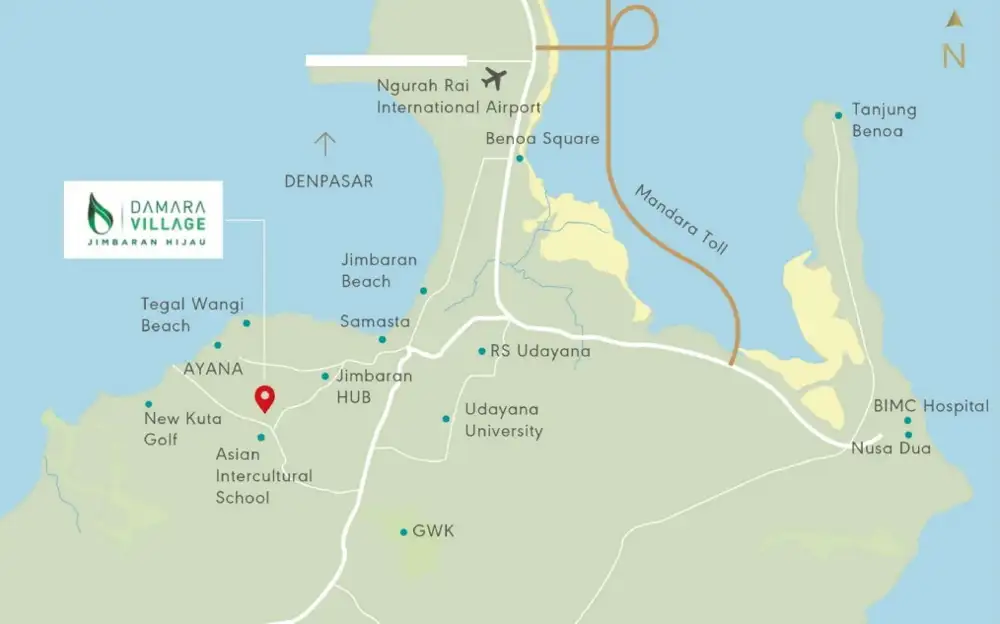 N
Ngurah Rai
International Airport
Tanjung
Benoa
Benoa Square
DENPASAR
Mandara Toll
DAMARA
VILLAGE
JIMBARAN HIJAU
Jimbaran
Beach
Tegal Wangi
Beach
Samasta
RS Udayana
AYANA
Jimbaran
HUB
New Kuta
Golf
Udayana
University
BIMC Hospital
Nusa Dua
Asian
Intercultural
School
GWK